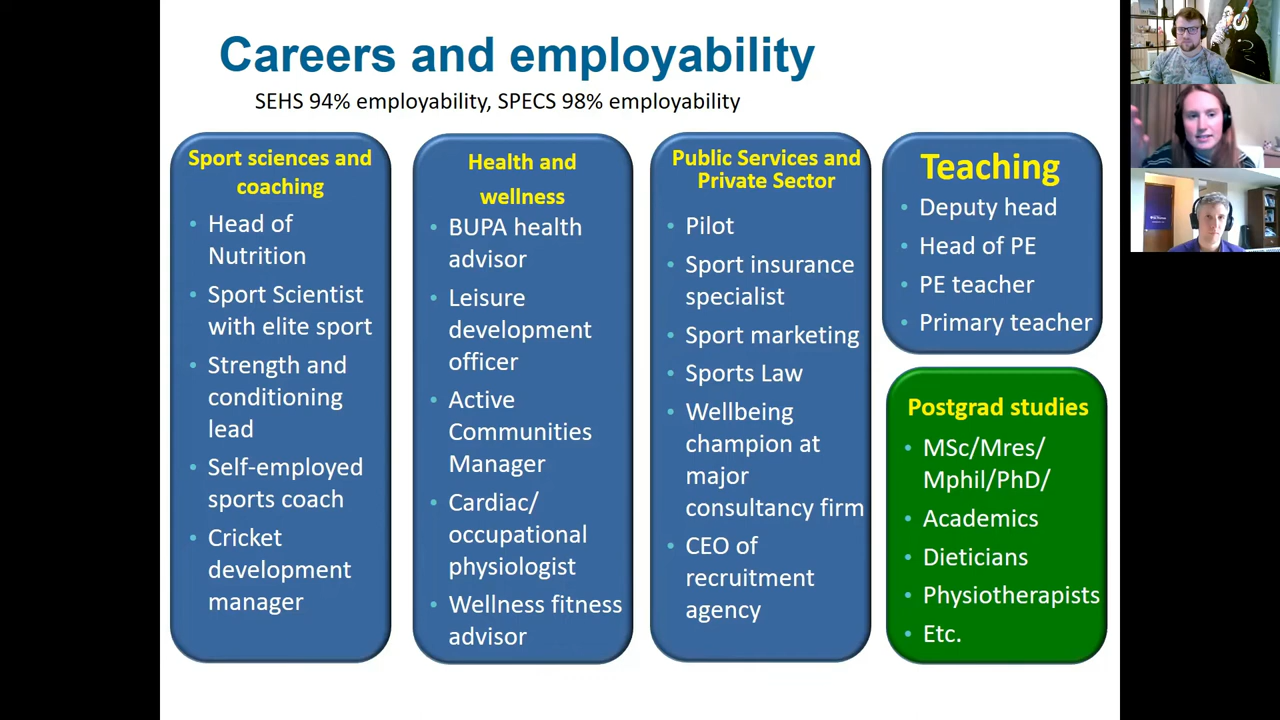 Careers and employability
SEHS 94% employability, SPECS 98% employability
Sport sciences and
coaching
• Head of
Nutrition
• Sport Scientist
with elite sport
• Strength and
conditioning
lead
• Self-employed
sports coach
• Cricket
development
manager
Health and
wellness
• BUPA health
advisor
• Leisure
development
officer
• Active
Communities
Manager
• Cardiac/
occupational
physiologist
• Wellness fitness
advisor
Public Services and
Private Sector
• Pilot
• Sport insurance
specialist
• Sport marketing
• Sports Law
• Wellbeing
champion at
major
consultancy firm
• CEO of
recruitment
agency
Teaching
• Deputy head
• Head of PE
• PE teacher
• Primary teacher
Postgrad studies
• MSc/Mres/
Mphil/PhD/
• Academics
• Dieticians
• Physiotherapists
• Etc.